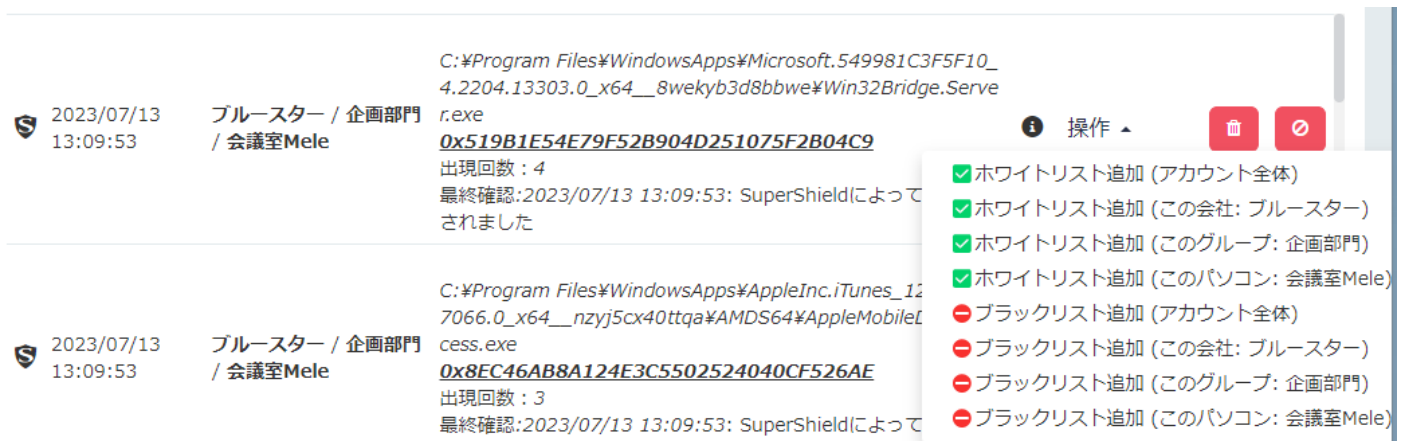 C:¥Program Files¥WindowsApps¥Microsoft.549981C3F5F10_
4.2204.13303.0_x64__8wekyb3d8bbwe¥Win32Bridge.Serve
r.exe
2023/07/13
13:09:53
ブルースター / 企画部門
/ 会議室Mele
0x519B1E54E79F52B904D251075F2B04C9
出現回数：4
最終確認:2023/07/13 13:09:53: SuperShieldによって
されました
操作
ホワイトリスト追加 (アカウント全体)
ホワイトリスト追加 (この会社: ブルースター)
ホワイトリスト追加 (このグループ: 企画部門)
ホワイトリスト追加 (このパソコン: 会議室Mele)
ブラックリスト追加 (アカウント全体)
ブラックリスト追加 (この会社: ブルースター)
ブラックリスト追加 (このグループ: 企画部門)
ブラックリスト追加 (このパソコン: 会議室Mele)
C:¥Program Files¥WindowsApps¥AppleInc.iTunes_12
7066.0_x64__nzyj5cx40ttqa¥AMDS64¥AppleMobileD
cess.exe
2023/07/13
13:09:53
ブルースター / 企画部門
/ 会議室Mele
0x8EC46AB8A124E3C5502524040CF526AE
出現回数：3
最終確認:2023/07/13 13:09:53: SuperShieldによって